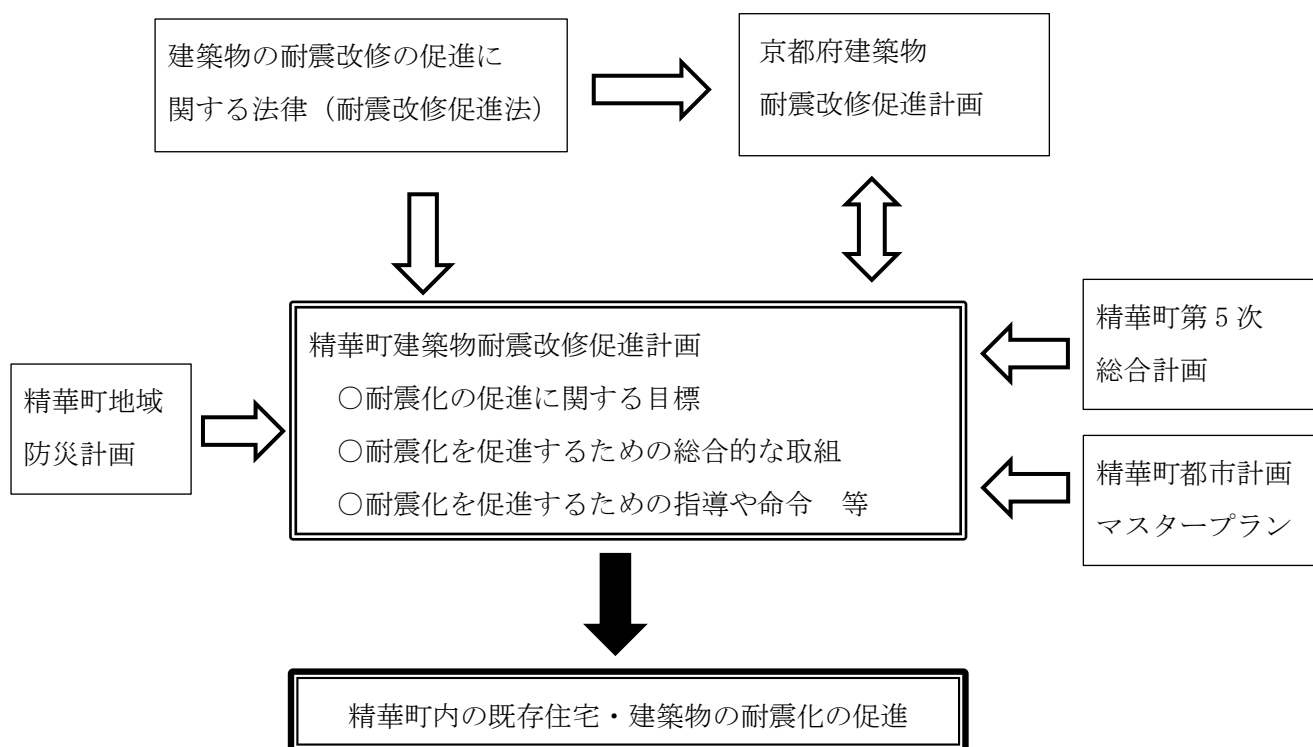 建築物の耐震改修の促進に
関する法律（耐震改修促進法）
京都府建築物
耐震改修促進計画
精華町地域
防災計画
精華町建築物耐震改修促進計画
○耐震化の促進に関する目標
○耐震化を促進するための総合的な取組
○耐震化を促進するための指導や命令　等
精華町第５次
総合計画
精華町都市計画
マスタープラン
精華町内の既存住宅・建築物の耐震化の促進